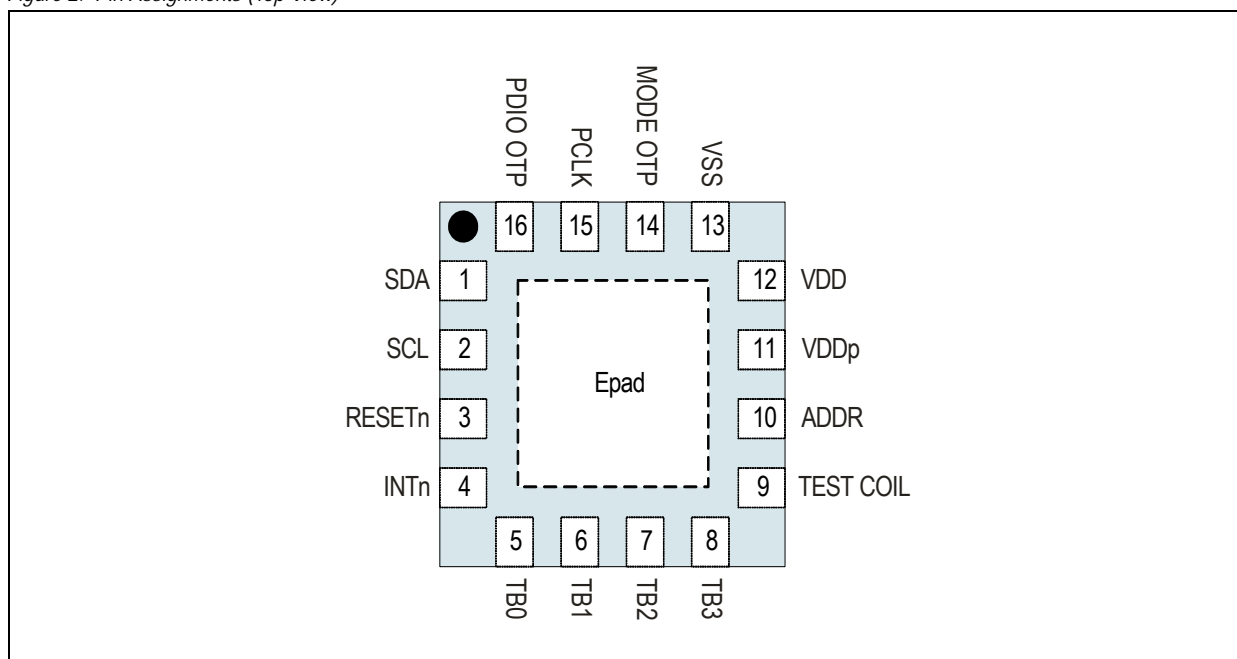 Figure 2. Pin Assignments (Top View)
PDIO OTP
PCLK
MODE OTP
VSS
16
15
14
13
SDA 1
12 VDD
SCL 2
11 VDDp
Epad
RESETn 3
10 ADDR
INTn 4
9 TEST COIL
5
6
7
8
TB0
TB1
TB2
TB3